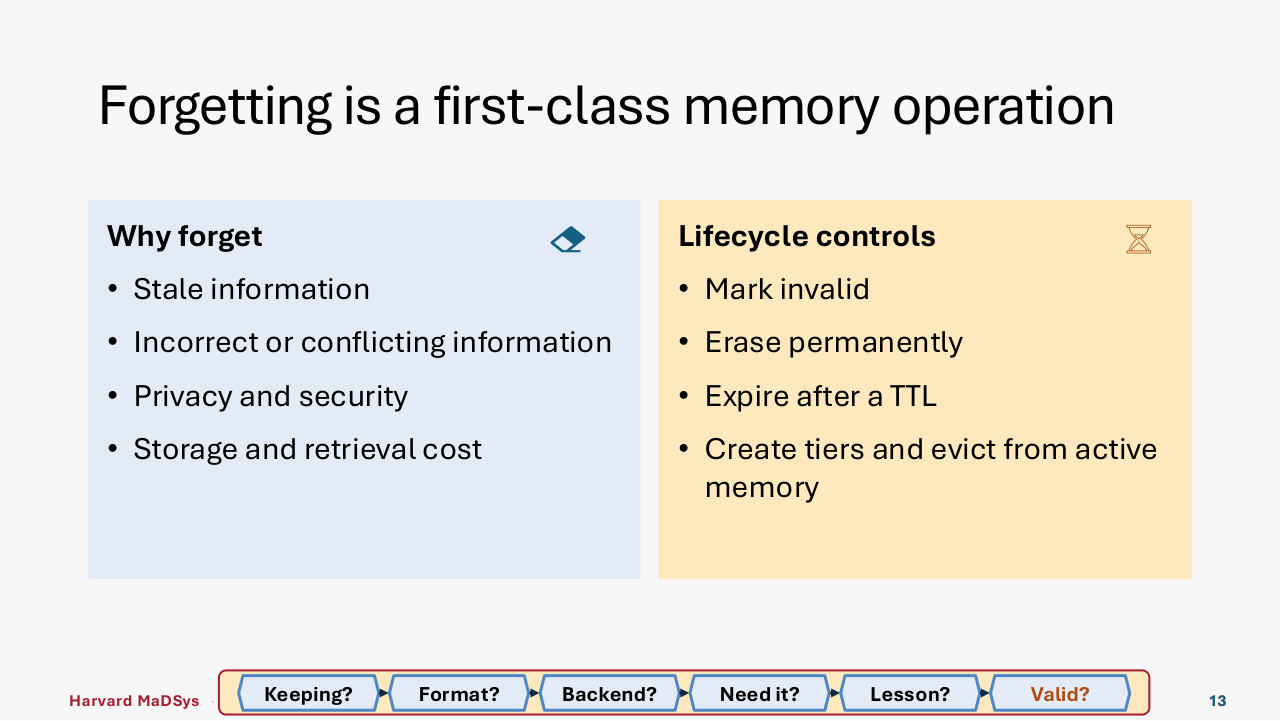 Forgetting is a first-class memory operation
Why forget
• Stale information
• Incorrect or conflicting information
• Privacy and security
• Storage and retrieval cost
Lifecycle controls
• Mark invalid
• Erase permanently
• Expire after a TTL
• Create tiers and evict from active
memory
Harvard MaDSys
Keeping? Format? Backend? Need it? Lesson? Valid?
13